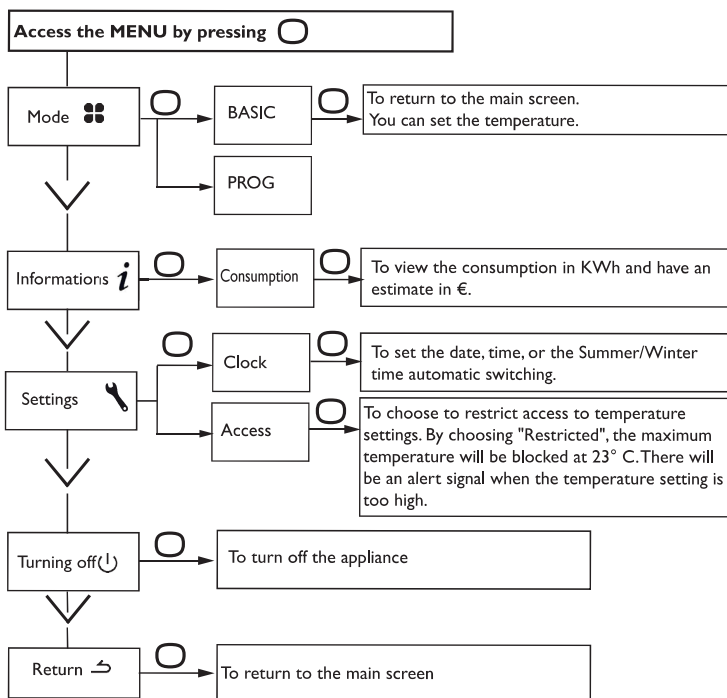 Access the MENU by pressing
Mode
BASIC
To return to the main screen.
You can set the temperature.
PROG
Informations i
Consumption
To view the consumption in KWh and have an
estimate in €.
Settings
Clock
To set the date, time, or the Summer/Winter
time automatic switching.
Access
To choose to restrict access to temperature
settings. By choosing "Restricted", the maximum
temperature will be blocked at 23° C. There will
be an alert signal when the temperature setting is
too high.
Turning off
To turn off the appliance
Return
To return to the main screen